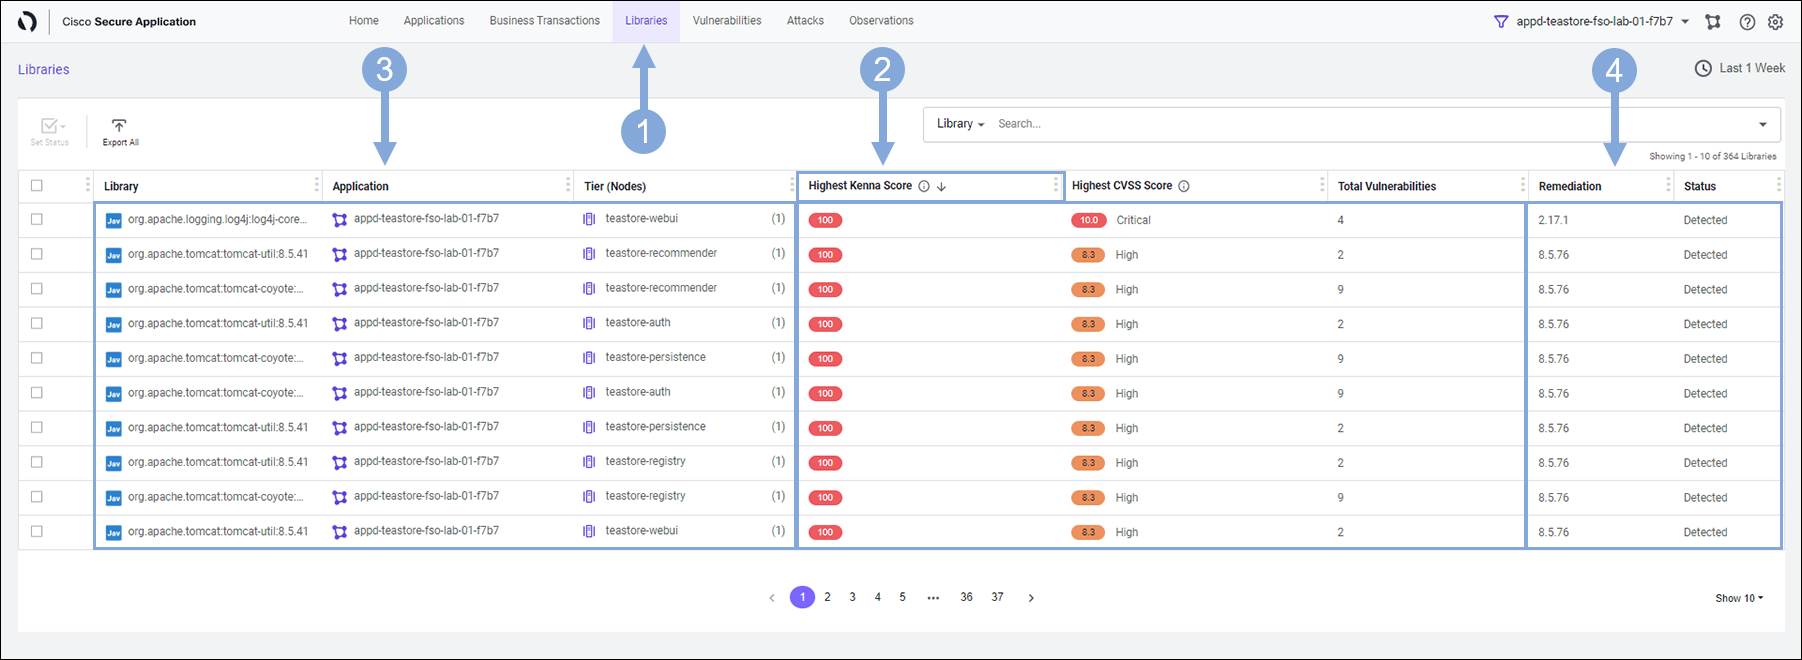 Cisco Secure Application Home Applications Business Transactions Libraries Vulnerabilities Attacks Observations appd-teastore-fso-lab-01-f7b7
3 2 4
Libraries Last 1 Week
1
Library Search...
Set Status Export All
Showing 1 - 10 of 364 Libraries
Library Application Tier (Nodes) Highest Kenna Score Highest CVSS Score Total Vulnerabilities Remediation Status
Jav org.apache.logging.log4j:log4j-core... appd-teastore-fso-lab-01-f7b7 teastore-webui (1) 100 10.0 Critical 4 2.17.1 Detected
Jav org.apache.tomcat:tomcat-util:8.5.41 appd-teastore-fso-lab-01-f7b7 teastore-recommender (1) 100 8.3 High 2 8.5.76 Detected
Jav org.apache.tomcat:tomcat-coyote:... appd-teastore-fso-lab-01-f7b7 teastore-recommender (1) 100 8.3 High 9 8.5.76 Detected
Jav org.apache.tomcat:tomcat-util:8.5.41 appd-teastore-fso-lab-01-f7b7 teastore-auth (1) 100 8.3 High 2 8.5.76 Detected
Jav org.apache.tomcat:tomcat-coyote:... appd-teastore-fso-lab-01-f7b7 teastore-persistence (1) 100 8.3 High 9 8.5.76 Detected
Jav org.apache.tomcat:tomcat-coyote:... appd-teastore-fso-lab-01-f7b7 teastore-auth (1) 100 8.3 High 9 8.5.76 Detected
Jav org.apache.tomcat:tomcat-util:8.5.41 appd-teastore-fso-lab-01-f7b7 teastore-persistence (1) 100 8.3 High 2 8.5.76 Detected
Jav org.apache.tomcat:tomcat-util:8.5.41 appd-teastore-fso-lab-01-f7b7 teastore-registry (1) 100 8.3 High 2 8.5.76 Detected
Jav org.apache.tomcat:tomcat-coyote:... appd-teastore-fso-lab-01-f7b7 teastore-registry (1) 100 8.3 High 9 8.5.76 Detected
Jav org.apache.tomcat:tomcat-util:8.5.41 appd-teastore-fso-lab-01-f7b7 teastore-webui (1) 100 8.3 High 2 8.5.76 Detected
‹ 1 2 3 4 5 ••• 36 37 › Show 10